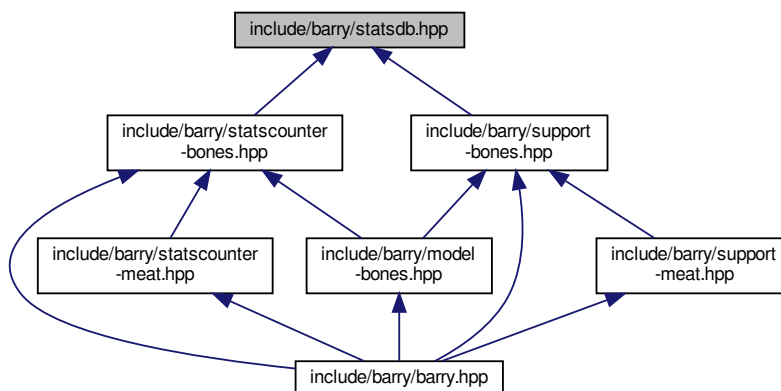 include/barry/statsdb.hpp
include/barry/statscounter
-bones.hpp
include/barry/support
-bones.hpp
include/barry/statscounter
-meat.hpp
include/barry/model
-bones.hpp
include/barry/support
-meat.hpp
include/barry/barry.hpp